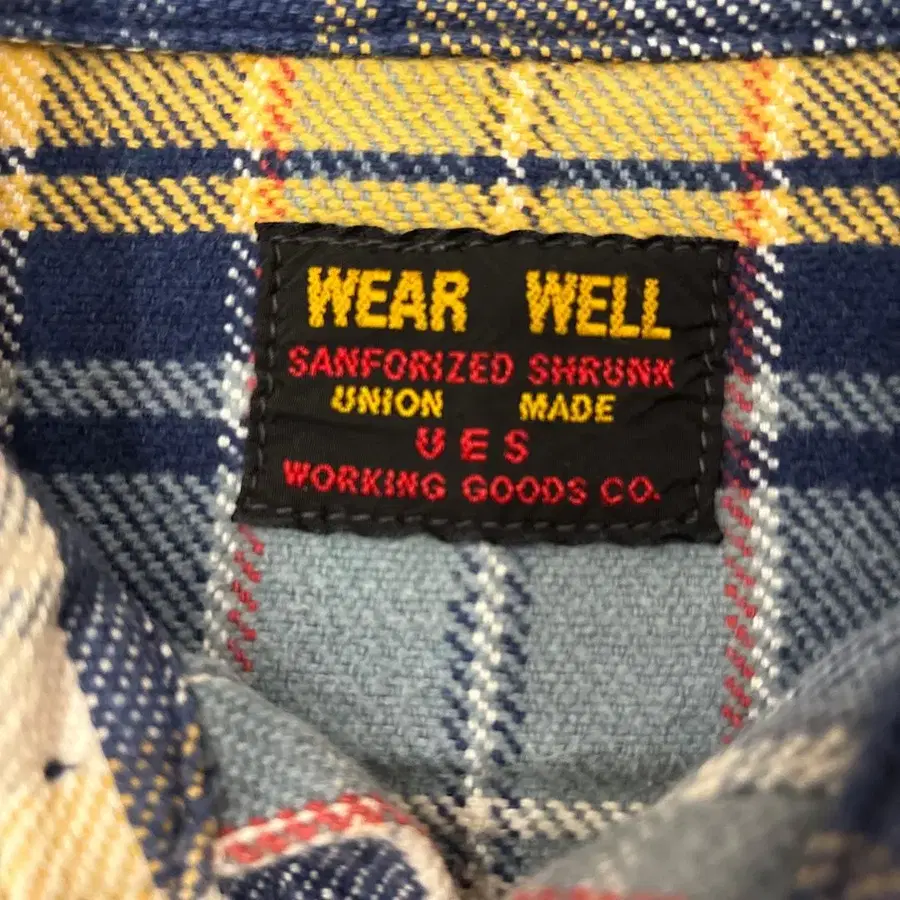 WEAR WELL
SANFORIZED SHRUNK
UNION MADE
UES
WORKING GOODS CO.